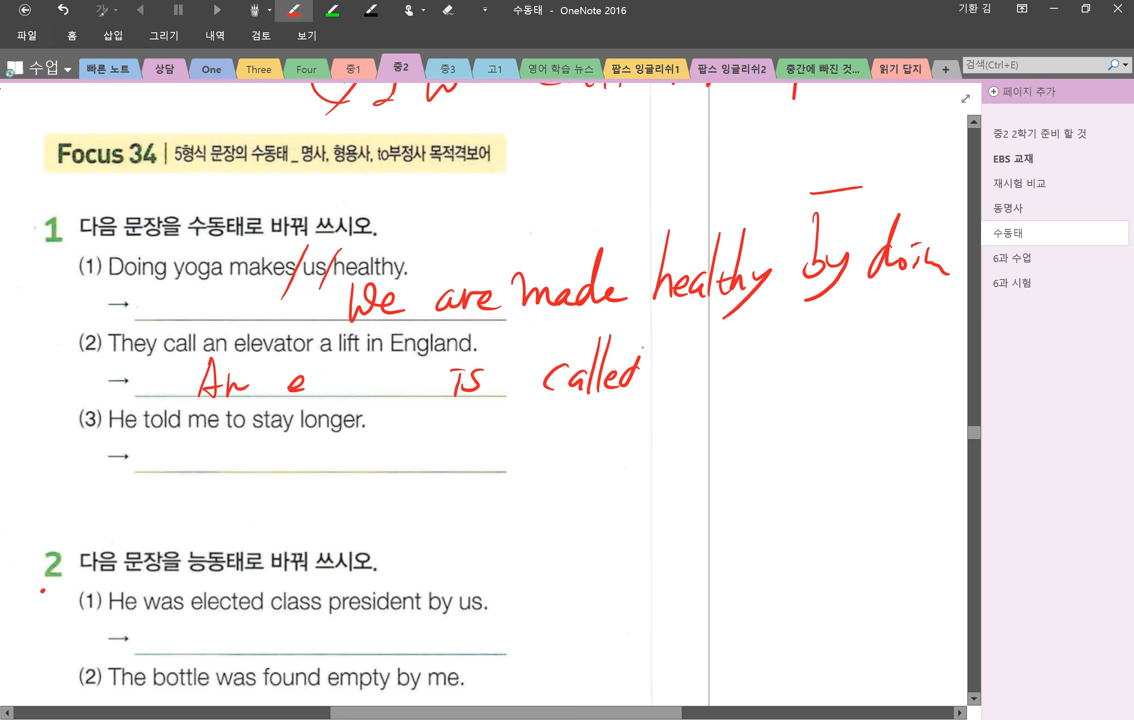 수동태 - OneNote 2016
기환 김
파일 홈 삽입 그리기 내역 검토 보기
수업 빠른 노트 상담 One Three Four 중1 중2 중3 고1 영어 학습 뉴스 팝스 잉글리쉬1 팝스 잉글리쉬2 중간에 빠진 것... 읽기 답지 + 검색(Ctrl+E)
페이지 추가
중2 2학기 준비 할 것
EBS 교재
재시험 비교
동명사
수동태
6과 수업
6과 시험
Focus 34 | 5형식 문장의 수동태 _ 명사, 형용사, to부정사 목적격보어
1 다음 문장을 수동태로 바꿔 쓰시오.
(1) Doing yoga makes/us/healthy.
→ We are made healthy by doin
(2) They call an elevator a lift in England.
→ An e is called
(3) He told me to stay longer.
→
2 다음 문장을 능동태로 바꿔 쓰시오.
(1) He was elected class president by us.
→
(2) The bottle was found empty by me.